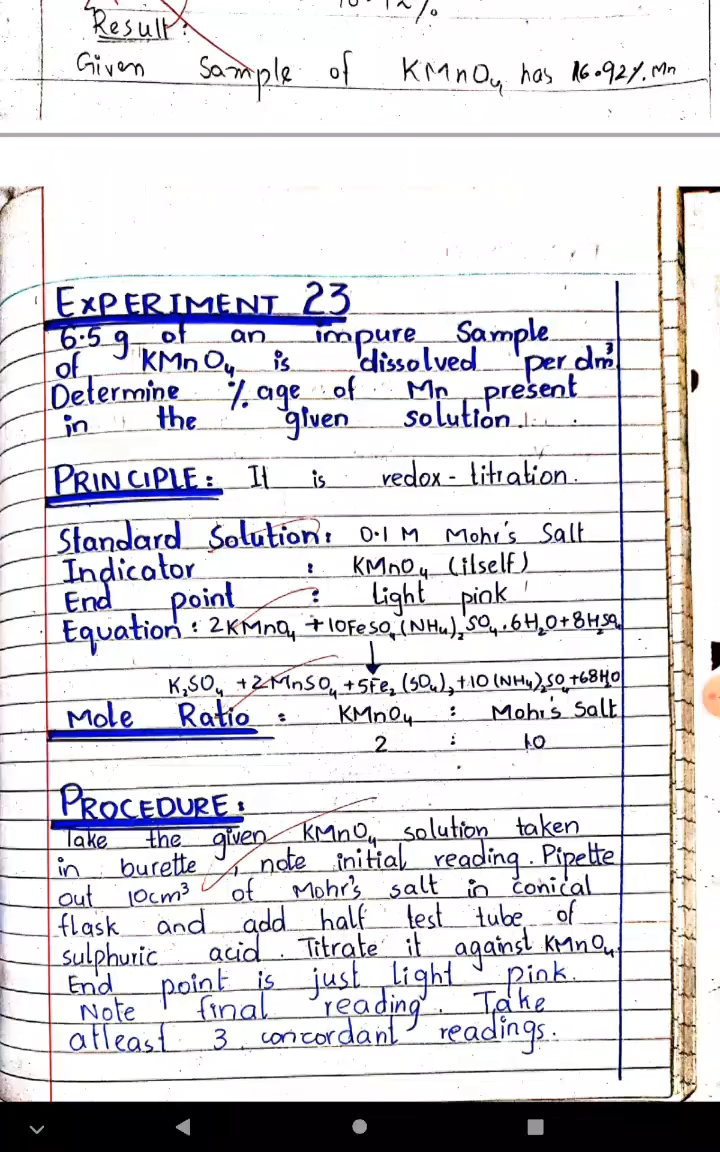 Result:
Given Sample of KMnO₄ has 16.92%. Mn
EXPERIMENT 23
6.5 g of an impure Sample
of KMnO₄ is dissolved per dm³.
Determine %age of Mn present
in the given solution.
PRINCIPLE: It is redox-titration.
Standard Solution: 0.1 M Mohr's Salt
Indicator : KMnO₄ (itself)
End point : light pink
Equation: 2KMnO₄ + 10FeSO₄(NH₄)₂SO₄.6H₂O+8H₂SO₄
K₂SO₄ +2MnSO₄+5Fe₂(SO₄)₃+10(NH₄)₂SO₄+68H₂O
Mole Ratio : KMnO₄ : Mohr's Salt
2 : 10
PROCEDURE:
Take the given KMnO₄ solution taken
in burette, note initial reading. Pipette
out 10cm³ of Mohr's salt in conical
flask and add half test tube of
sulphuric acid. Titrate it against KMnO₄.
End point is just light pink.
Note final reading. Take
atleast 3 concordant readings.